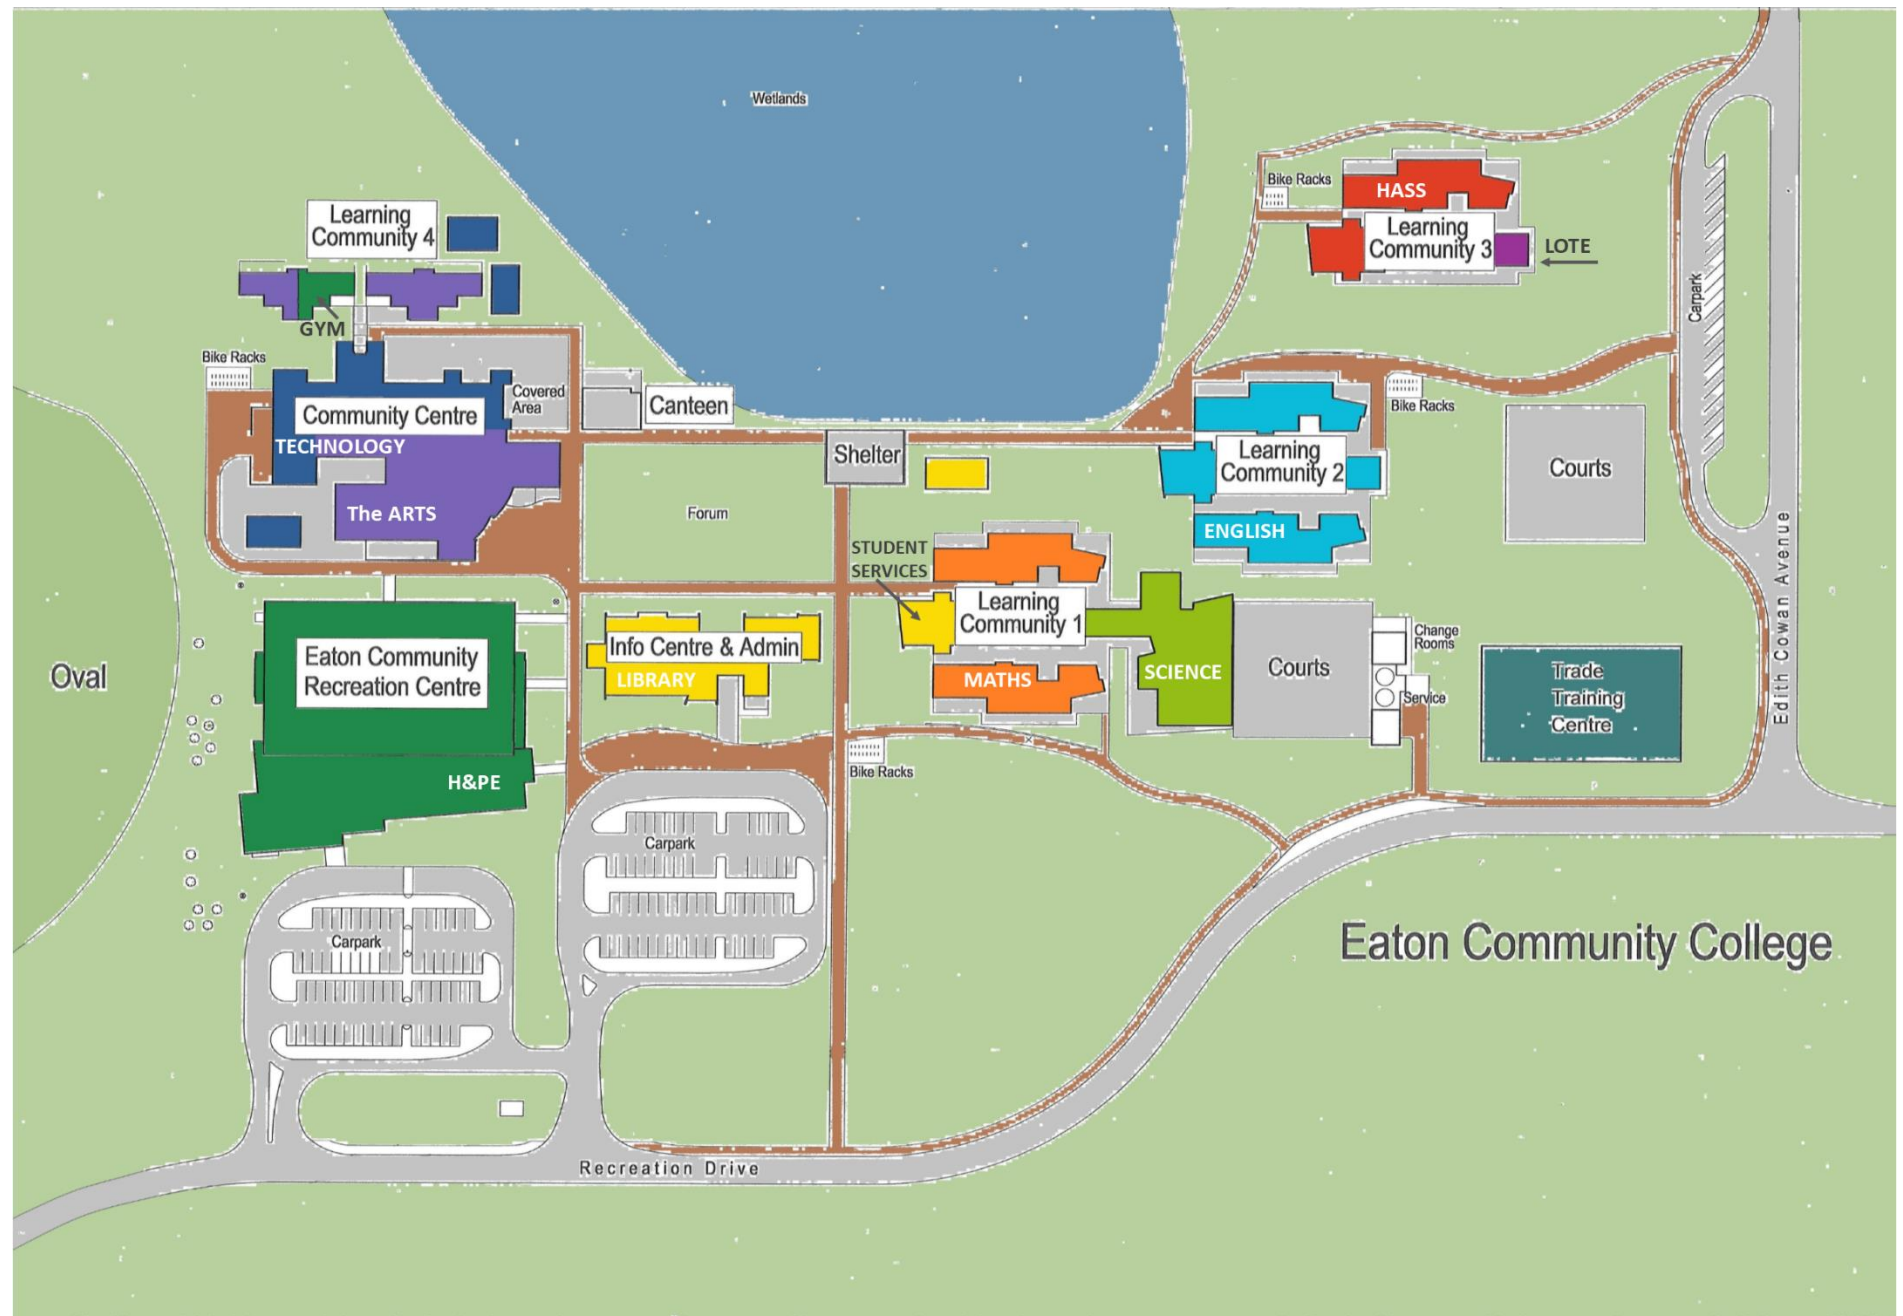 Wetlands
Bike Racks
HASS
Learning
Community 3
LOTE
Learning
Community 4
GYM
Carpark
Bike Racks
Covered
Area
Community Centre
TECHNOLOGY
Canteen
Bike Racks
Shelter
Learning
Community 2
Courts
The ARTS
Forum
ENGLISH
STUDENT
SERVICES
Edith Cowan Avenue
Learning
Community 1
Info Centre & Admin
LIBRARY
MATHS
SCIENCE
Courts
Change
Rooms
Service
Trade
Training
Centre
Oval
Eaton Community
Recreation Centre
H&PE
Bike Racks
Carpark
Carpark
Eaton Community College
Recreation Drive